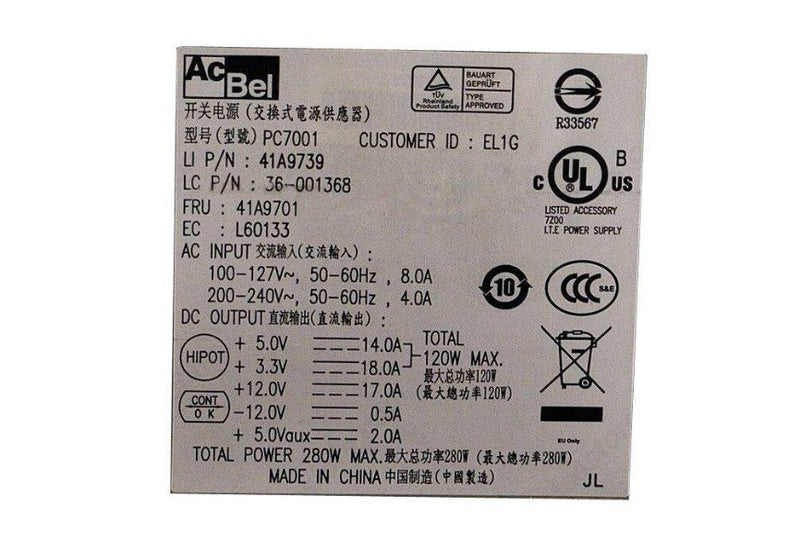 AcBel
TÜV
Rheinland
Product Safety
BAUART
GEPRÜFT
TYPE
APPROVED
R33567
开关电源 (交換式電源供應器)
型号(型號) PC7001 CUSTOMER ID : EL1G
LI P/N : 41A9739
LC P/N : 36-001368
FRU : 41A9701
EC : L60133
C UL US
B
LISTED ACCESSORY
7Z00
I.T.E POWER SUPPLY
AC INPUT 交流输入(交流輸入) :
100-127V~, 50-60Hz , 8.0A
200-240V~, 50-60Hz , 4.0A
10
CCC S&E
DC OUTPUT 直流输出(直流輸出) :
HIPOT
CONT
OK
+ 5.0V 14.0A
+ 3.3V 18.0A
TOTAL
120W MAX.
最大总功率120W
(最大總功率120W)
+12.0V 17.0A
-12.0V 0.5A
+ 5.0Vaux 2.0A
EU Only
TOTAL POWER 280W MAX.最大总功率280W (最大總功率280W)
MADE IN CHINA 中国制造 (中國製造)
JL